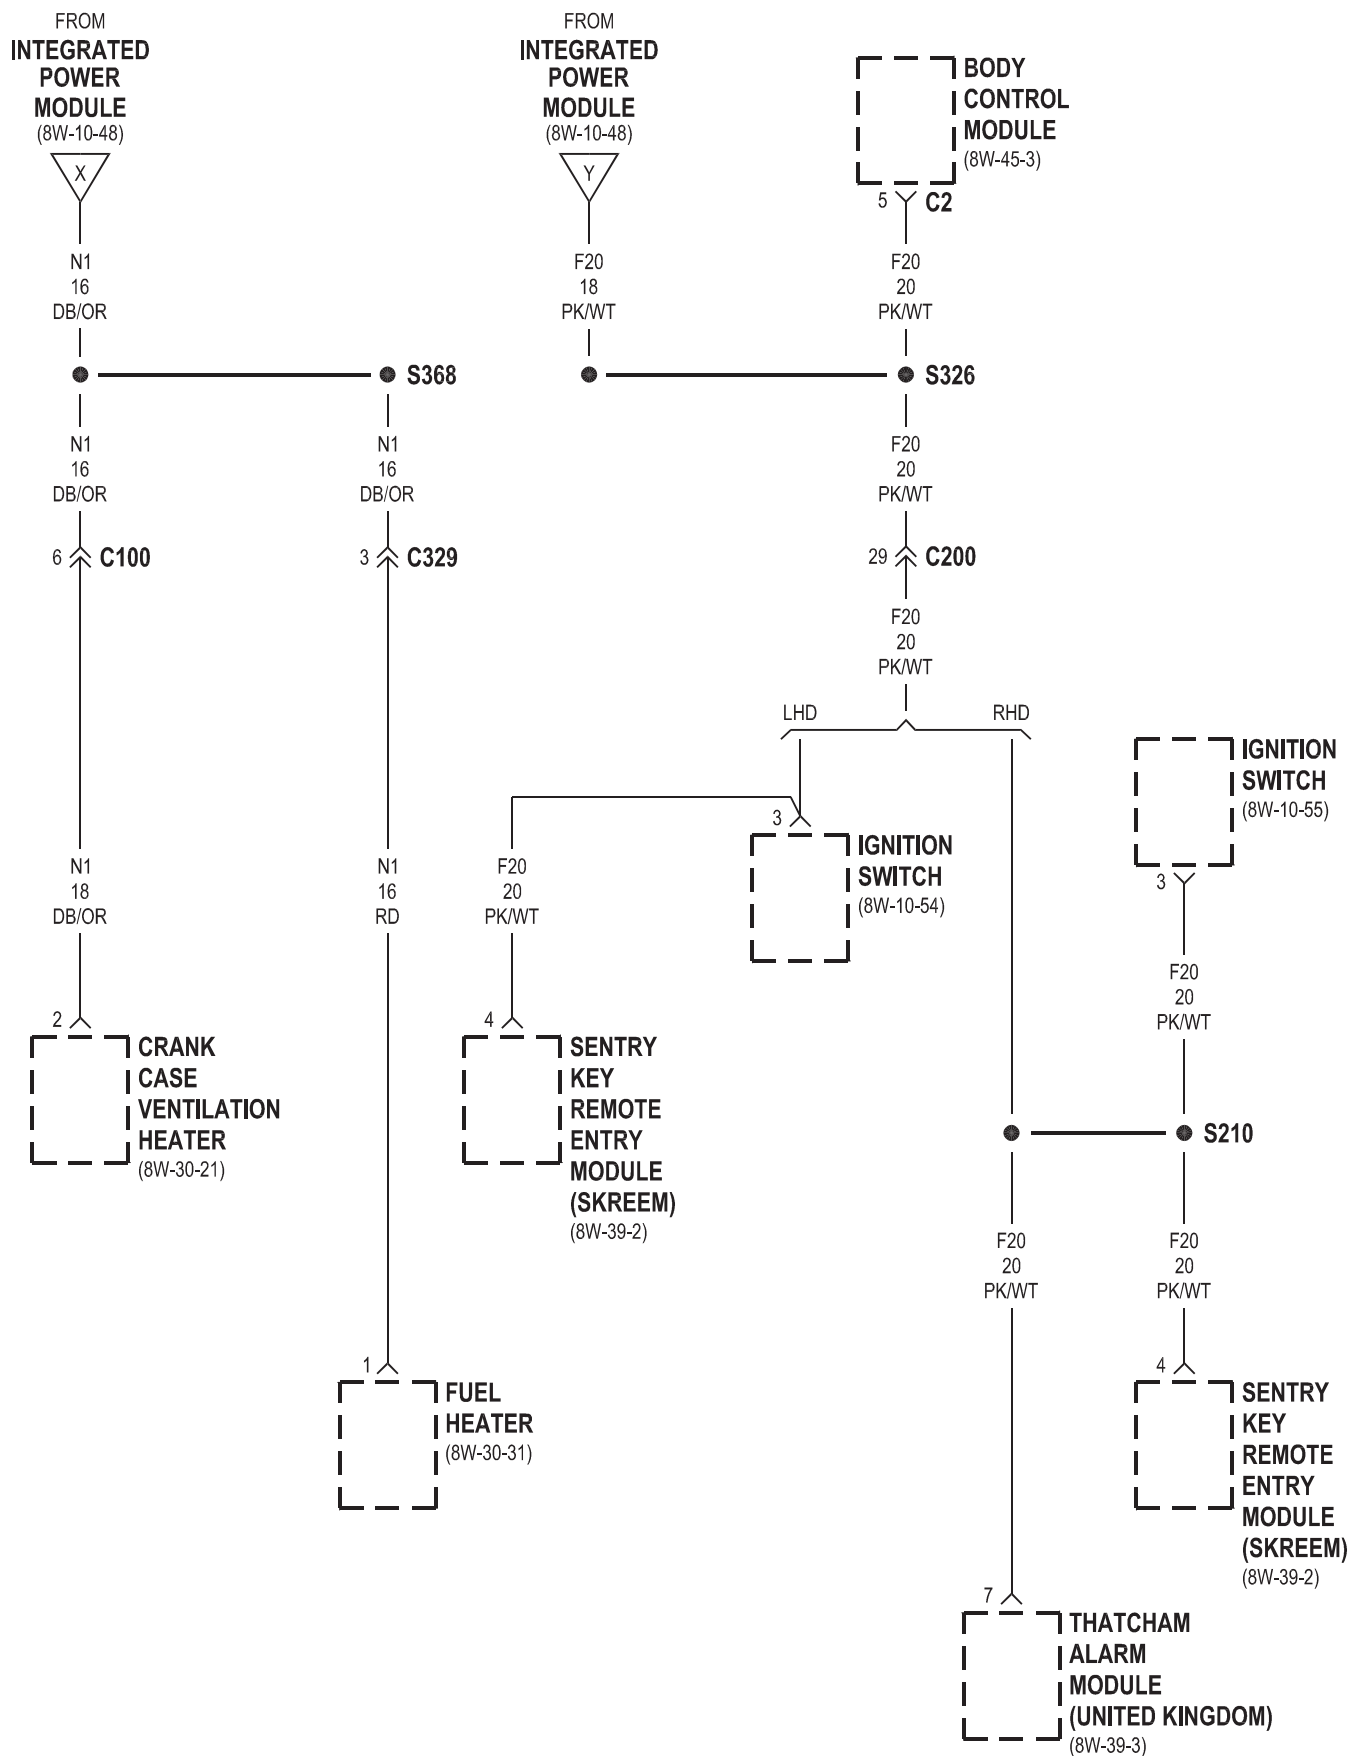 FROM
INTEGRATED
POWER
MODULE
(8W-10-48)
X
N1
16
DB/OR
FROM
INTEGRATED
POWER
MODULE
(8W-10-48)
Y
F20
18
PK/WT
BODY
CONTROL
MODULE
(8W-45-3)
5 C2
F20
20
PK/WT
S368
S326
N1
16
DB/OR
N1
16
DB/OR
F20
20
PK/WT
6 C100
3 C329
29 C200
F20
20
PK/WT
LHD
RHD
IGNITION
SWITCH
(8W-10-55)
3
3
IGNITION
SWITCH
(8W-10-54)
N1
18
DB/OR
N1
16
RD
F20
20
PK/WT
F20
20
PK/WT
2
CRANK
CASE
VENTILATION
HEATER
(8W-30-21)
4
SENTRY
KEY
REMOTE
ENTRY
MODULE
(SKREEM)
(8W-39-2)
S210
F20
20
PK/WT
F20
20
PK/WT
1
FUEL
HEATER
(8W-30-31)
4
SENTRY
KEY
REMOTE
ENTRY
MODULE
(SKREEM)
(8W-39-2)
7
THATCHAM
ALARM
MODULE
(UNITED KINGDOM)
(8W-39-3)